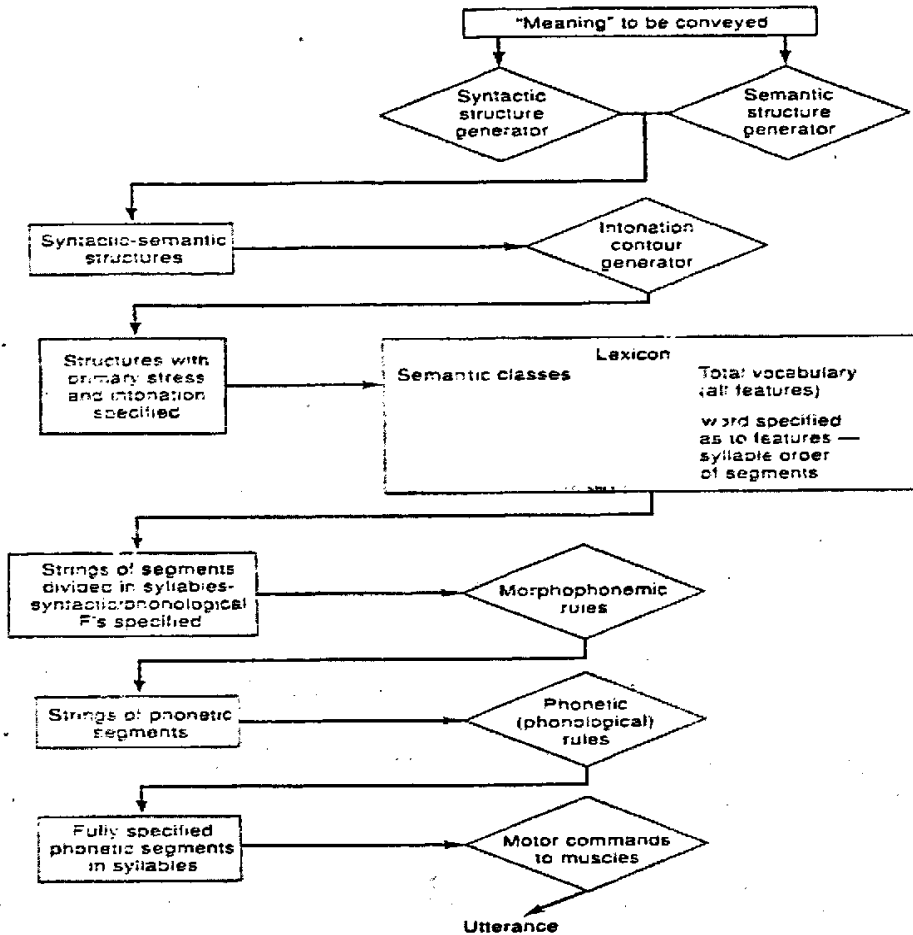 "Meaning" to be conveyed
Syntactic
structure
generator
Semantic
structure
generator
Syntactic-semantic
structures
Intonation
contour
generator
Structures with
primary stress
and intonation
specified
Lexicon
Semantic classes
Total vocabulary
(all features)
word specified
as to features —
syllable order
of segments
Strings of segments
divided in syllables-
syntactic/phonological
F's specified
Morphophonemic
rules
Strings of phonetic
segments
Phonetic
(phonological)
rules
Fully specified
phonetic segments
in syllables
Motor commands
to muscles
Utterance